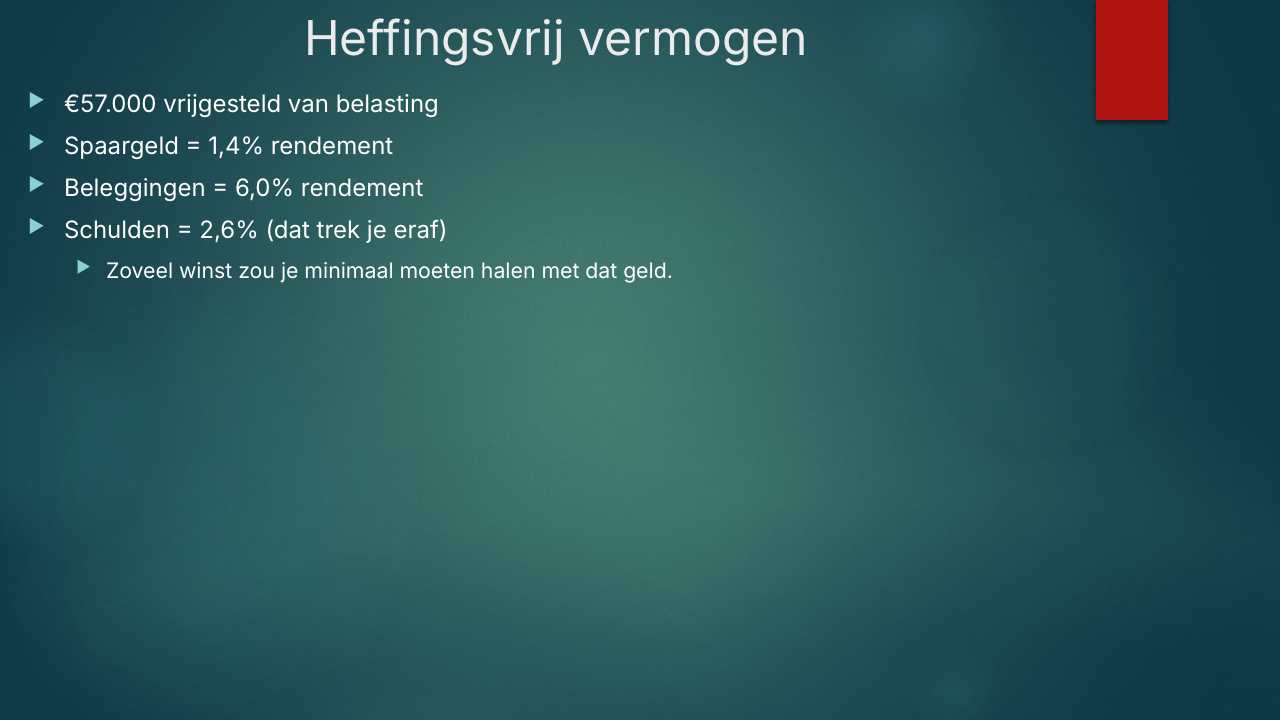 Heffingsvrij vermogen
€57.000 vrijgesteld van belasting
Spaargeld = 1,4% rendement
Beleggingen = 6,0% rendement
Schulden = 2,6% (dat trek je eraf)
Zoveel winst zou je minimaal moeten halen met dat geld.